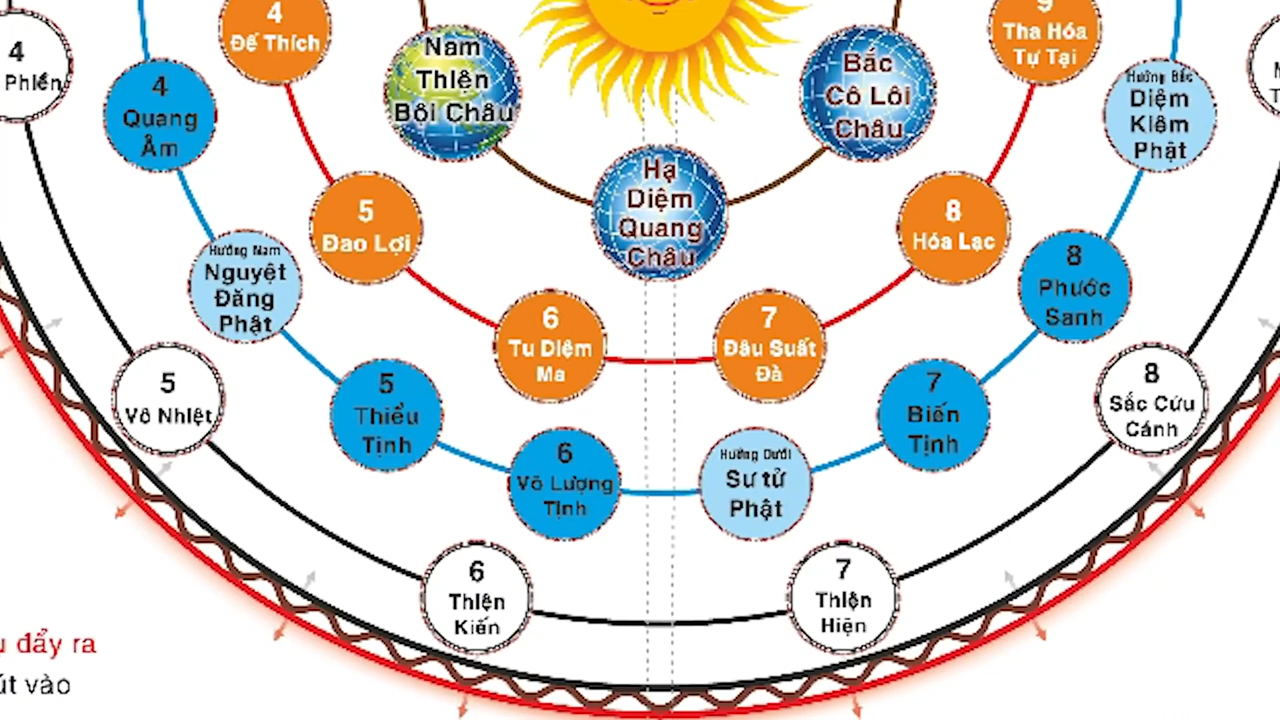 4
Đế Thích
9
Tha Hóa
Tự Tại
4
Phiền
4
Quang
Âm
Nam
Thiện
Bội Châu
Bắc
Cô Lôi
Châu
Hướng Bắc
Diệm
Kiêm
Phật
Hạ
Diệm
Quang
Châu
5
Đao Lợi
8
Hóa Lạc
Hướng Nam
Nguyệt
Đăng
Phật
8
Phước
Sanh
6
Tu Diệm
Ma
7
Đâu Suất
Đà
5
Vô Nhiệt
5
Thiểu
Tịnh
7
Biến
Tịnh
8
Sắc Cứu
Cánh
6
Vô Lượng
Tịnh
Hướng Dưới
Sư tử
Phật
6
Thiện
Kiến
7
Thiện
Hiện
đẩy ra
vào